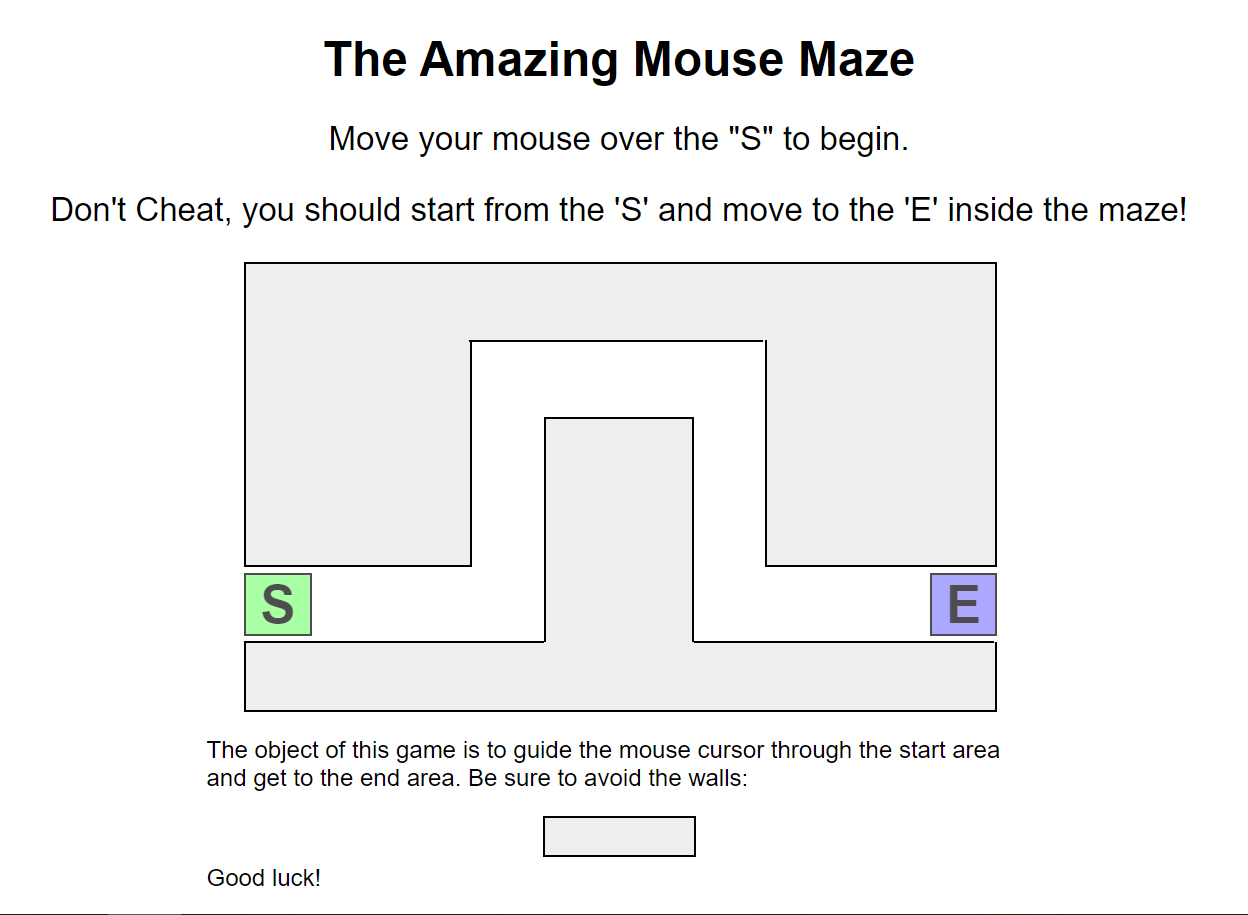 The Amazing Mouse Maze
Move your mouse over the "S" to begin.
Don't Cheat, you should start from the 'S' and move to the 'E' inside the maze!
S
E
The object of this game is to guide the mouse cursor through the start area
and get to the end area. Be sure to avoid the walls:
Good luck!